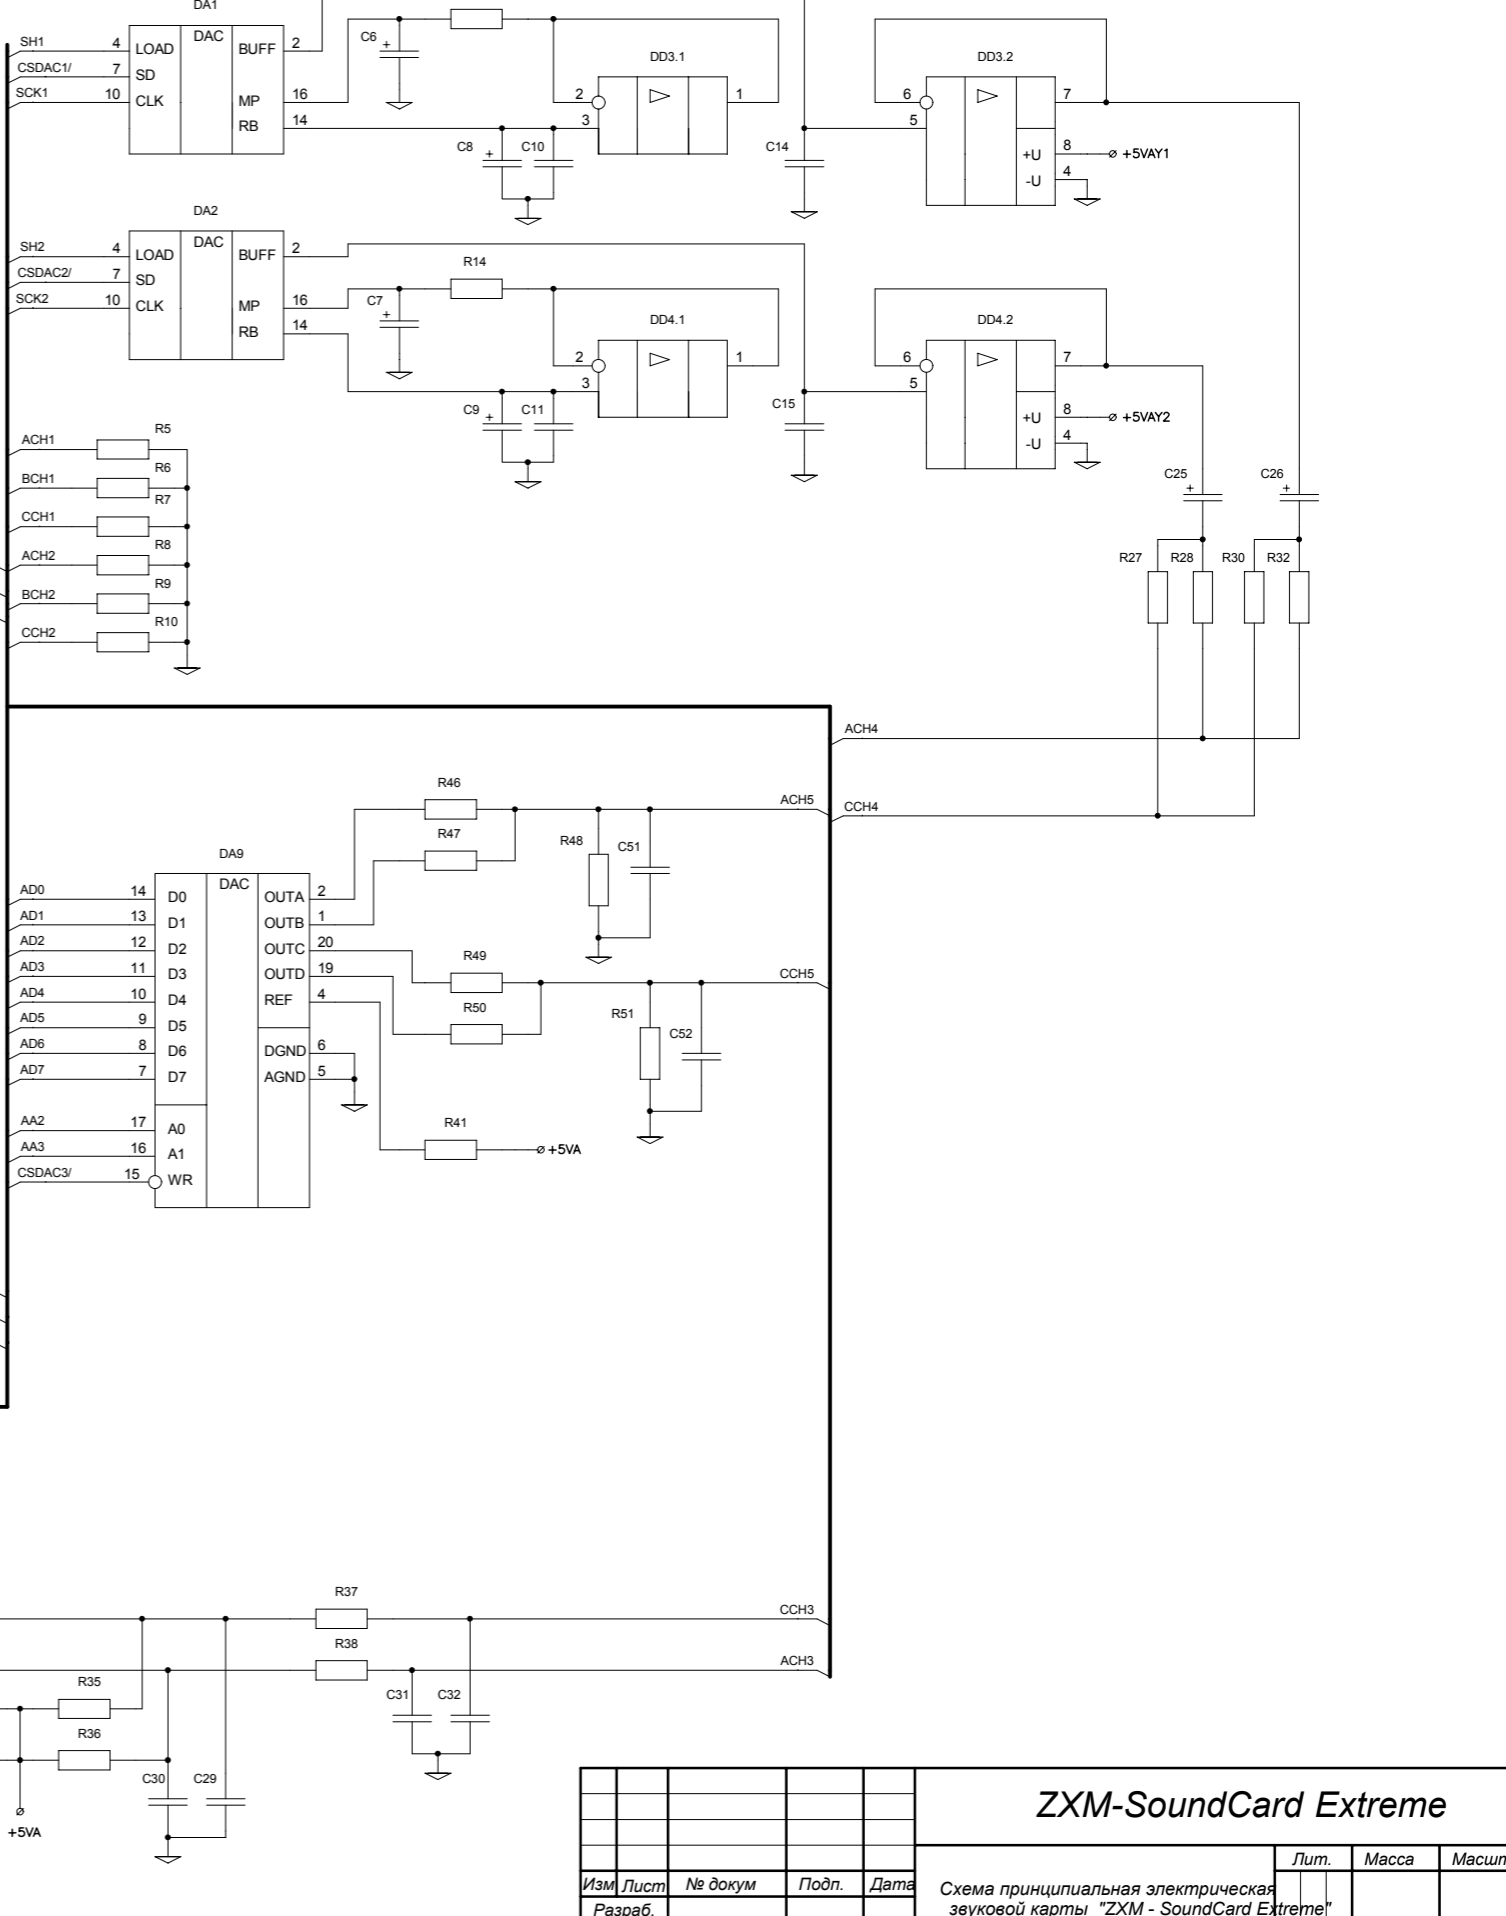 DA1
SH1 4 LOAD DAC BUFF 2
CSDAC1/ 7 SD
SCK1 10 CLK MP 16
RB 14
C6 +
DD3.1
2 1
3
C8 + C10
C14
DD3.2
6 7
5
+U 8 +5VAY1
-U 4
DA2
SH2 4 LOAD DAC BUFF 2
CSDAC2/ 7 SD
SCK2 10 CLK MP 16
RB 14
R14
C7 +
DD4.1
2 1
3
C9 + C11
C15
DD4.2
6 7
5
+U 8 +5VAY2
-U 4
ACH1 R5
BCH1 R6
CCH1 R7
ACH2 R8
BCH2 R9
CCH2 R10
C25 + C26 +
R27 R28 R30 R32
ACH4
CCH4
R46 ACH5
R47 R48 C51
DA9
AD0 14 D0 DAC OUTA 2
AD1 13 D1 OUTB 1
AD2 12 D2 OUTC 20
AD3 11 D3 OUTD 19
AD4 10 D4 REF 4
AD5 9 D5
AD6 8 D6 DGND 6
AD7 7 D7 AGND 5
AA2 17 A0
AA3 16 A1
CSDAC3/ 15 WR
R49 CCH5
R50 R51 C52
R41 +5VA
R37 CCH3
R38 ACH3
R35 C31 C32
R36
C30 C29
+5VA
ZXM-SoundCard Extreme
Лит. Масса Масшт
Изм Лист № докум Подп. Дата
Разраб.
Схема принципиальная электрическая
звуковой карты "ZXM - SoundCard Extreme"